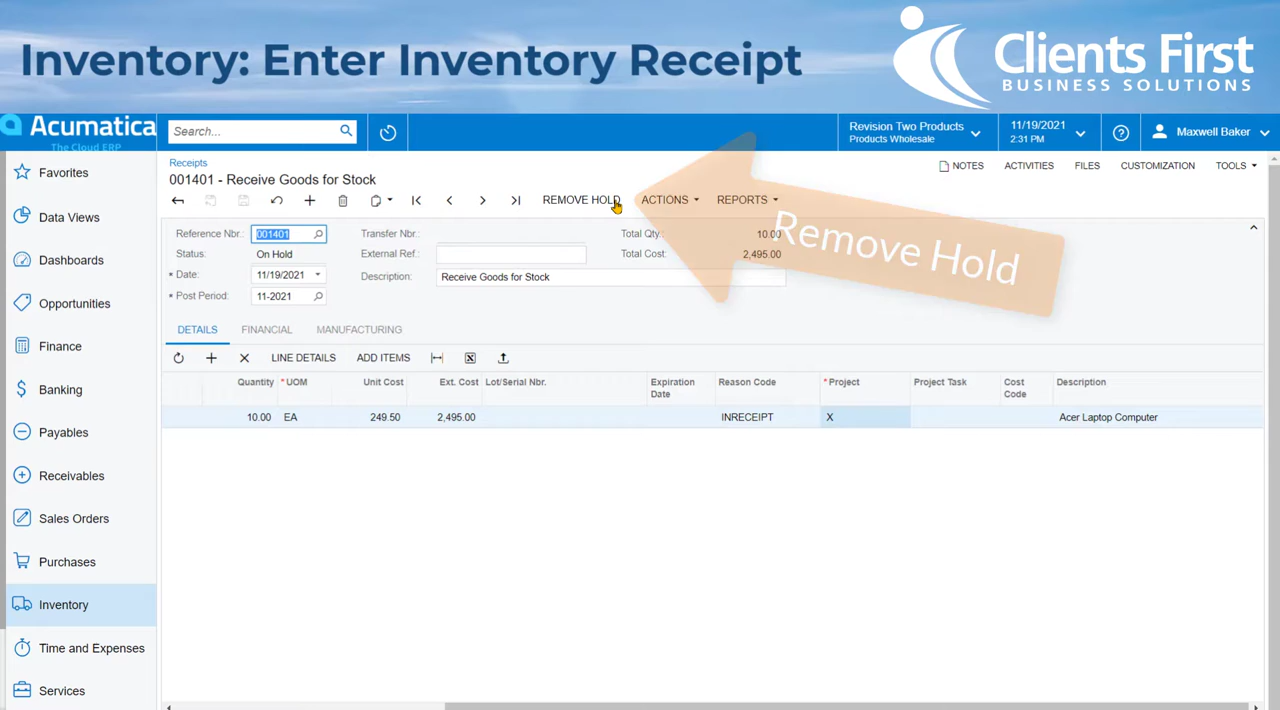 Inventory: Enter Inventory Receipt
Clients First
BUSINESS SOLUTIONS
Acumatica
The Cloud ERP
Search...
Revision Two Products
Products Wholesale
11/19/2021
2:31 PM
Maxwell Baker
Favorites
Data Views
Dashboards
Opportunities
Finance
Banking
Payables
Receivables
Sales Orders
Purchases
Inventory
Time and Expenses
Services
Receipts
NOTES ACTIVITIES FILES CUSTOMIZATION TOOLS
001401 - Receive Goods for Stock
REMOVE HOLD ACTIONS REPORTS
Remove Hold
Reference Nbr.: 001401 Transfer Nbr.: Total Qty.: 10.00
Status: On Hold External Ref.: Total Cost: 2,495.00
* Date: 11/19/2021 Description: Receive Goods for Stock
* Post Period: 11-2021
DETAILS FINANCIAL MANUFACTURING
LINE DETAILS ADD ITEMS
Quantity * UOM Unit Cost Ext. Cost Lot/Serial Nbr. Expiration Date Reason Code * Project Project Task Cost Code Description
10.00 EA 249.50 2,495.00 INRECEIPT X Acer Laptop Computer